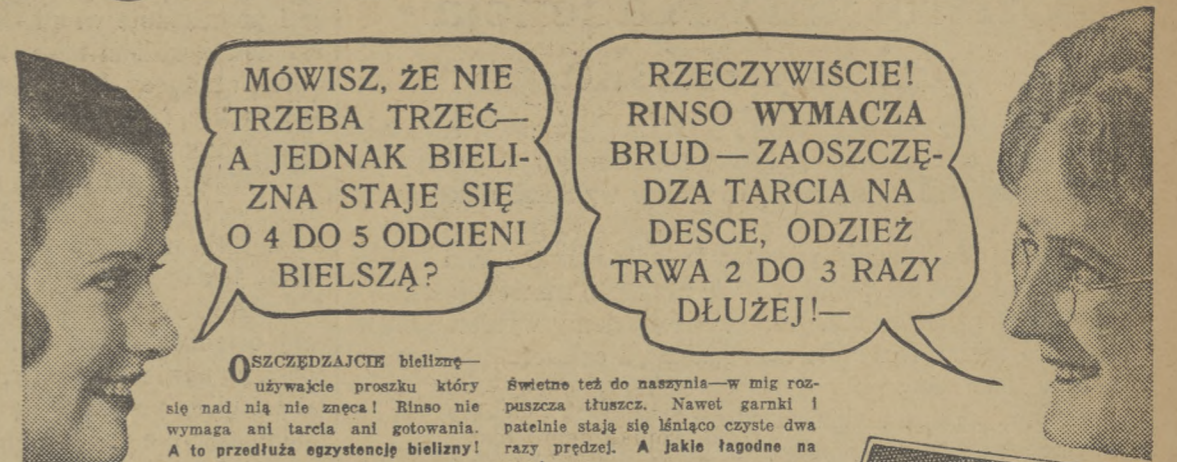 MÓWISZ, ŻE NIE
TRZEBA TRZEĆ—
A JEDNAK BIELI-
ZNA STAJE SIĘ
O 4 DO 5 ODCIENI
BIELSZĄ?
RZECZYWIŚCIE!
RINSO WYMACZA
BRUD — ZAOSZCZĘ-
DZA TARCIA NA
DESCE, ODZIEŻ
TRWA 2 DO 3 RAZY
DŁUŻEJ!—
OSZCZĘDZAJCIE bieliznę—
używajcie proszku który
się nad nią nie znęca! Rinso nie
wymaga ani tarcia ani gotowania.
A to przedłuża egzystencję bielizny!
Świetne też do naszynia—w mig roz-
puszcza tłuszcz. Nawet garnki i
patelnie stają się lśniąco czyste dwa
razy prędzej. A jakie łagodne na